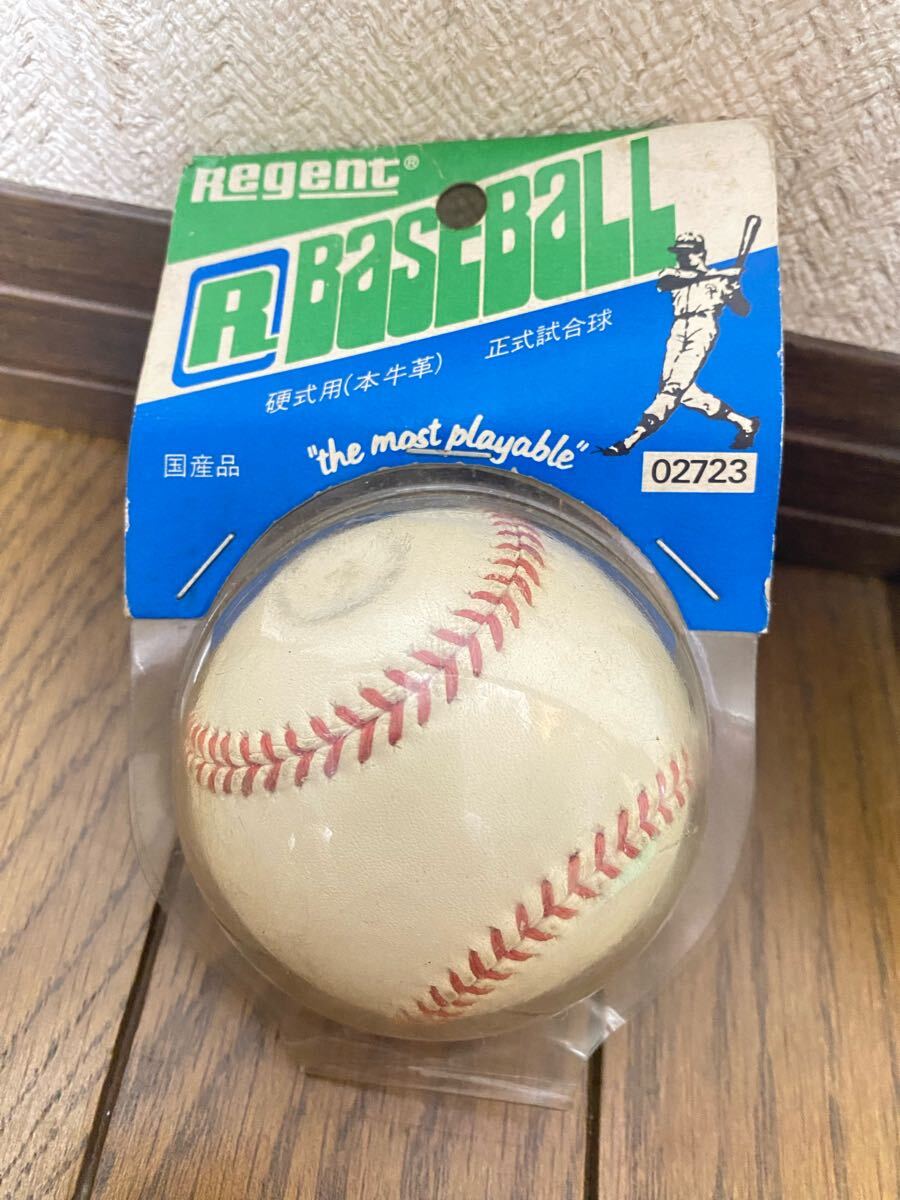 Regent®
R BASEBALL
硬式用(本牛革) 正式試合球
国産品
"the most playable"
02723